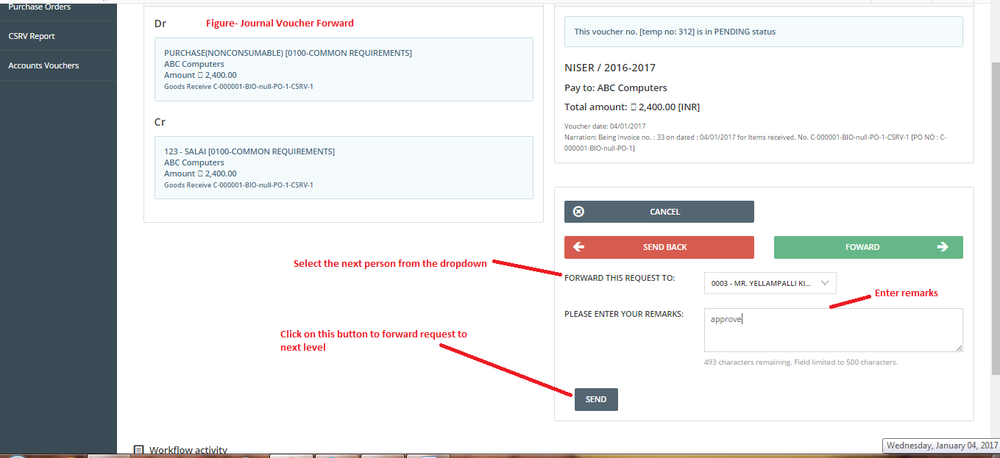 Purchase Orders
CSRV Report
Accounts Vouchers
Dr
Figure- Journal Voucher Forward
PURCHASE(NONCONSUMABLE) [0100-COMMON REQUIREMENTS]
ABC Computers
Amount 2,400.00
Goods Receive C-000001-BIO-null-PO-1-CSRV-1
Cr
123 - SALAI [0100-COMMON REQUIREMENTS]
ABC Computers
Amount 2,400.00
Goods Receive C-000001-BIO-null-PO-1-CSRV-1
This voucher no. [temp no: 312] is in PENDING status
NISER / 2016-2017
Pay to: ABC Computers
Total amount: 2,400.00 [INR]
Voucher date: 04/01/2017
Narration: Being invoice no. : 33 on dated : 04/01/2017 for Items received. No. C-000001-BIO-null-PO-1-CSRV-1 [PO NO : C-
000001-BIO-null-PO-1]
CANCEL
SEND BACK
FOWARD
Select the next person from the dropdown
FORWARD THIS REQUEST TO:
0003 - MR. YELLAMPALLI KI...
Enter remarks
PLEASE ENTER YOUR REMARKS:
approve
Click on this button to forward request to
next level
493 characters remaining. Field limited to 500 characters.
SEND
Workflow activity
Wednesday, January 04, 2017